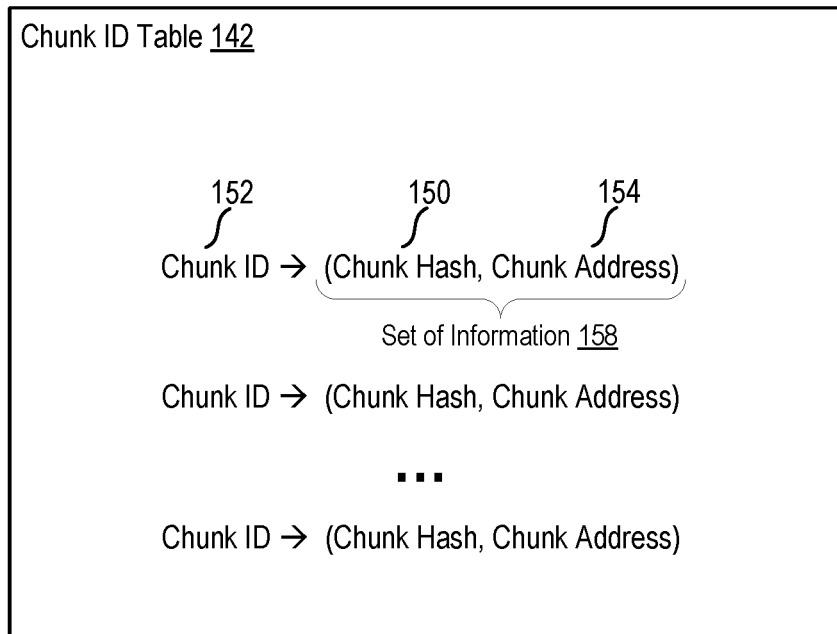 Chunk ID Table 142
152 150 154
Chunk ID → (Chunk Hash, Chunk Address)
Set of Information 158
Chunk ID → (Chunk Hash, Chunk Address)
...
Chunk ID → (Chunk Hash, Chunk Address)